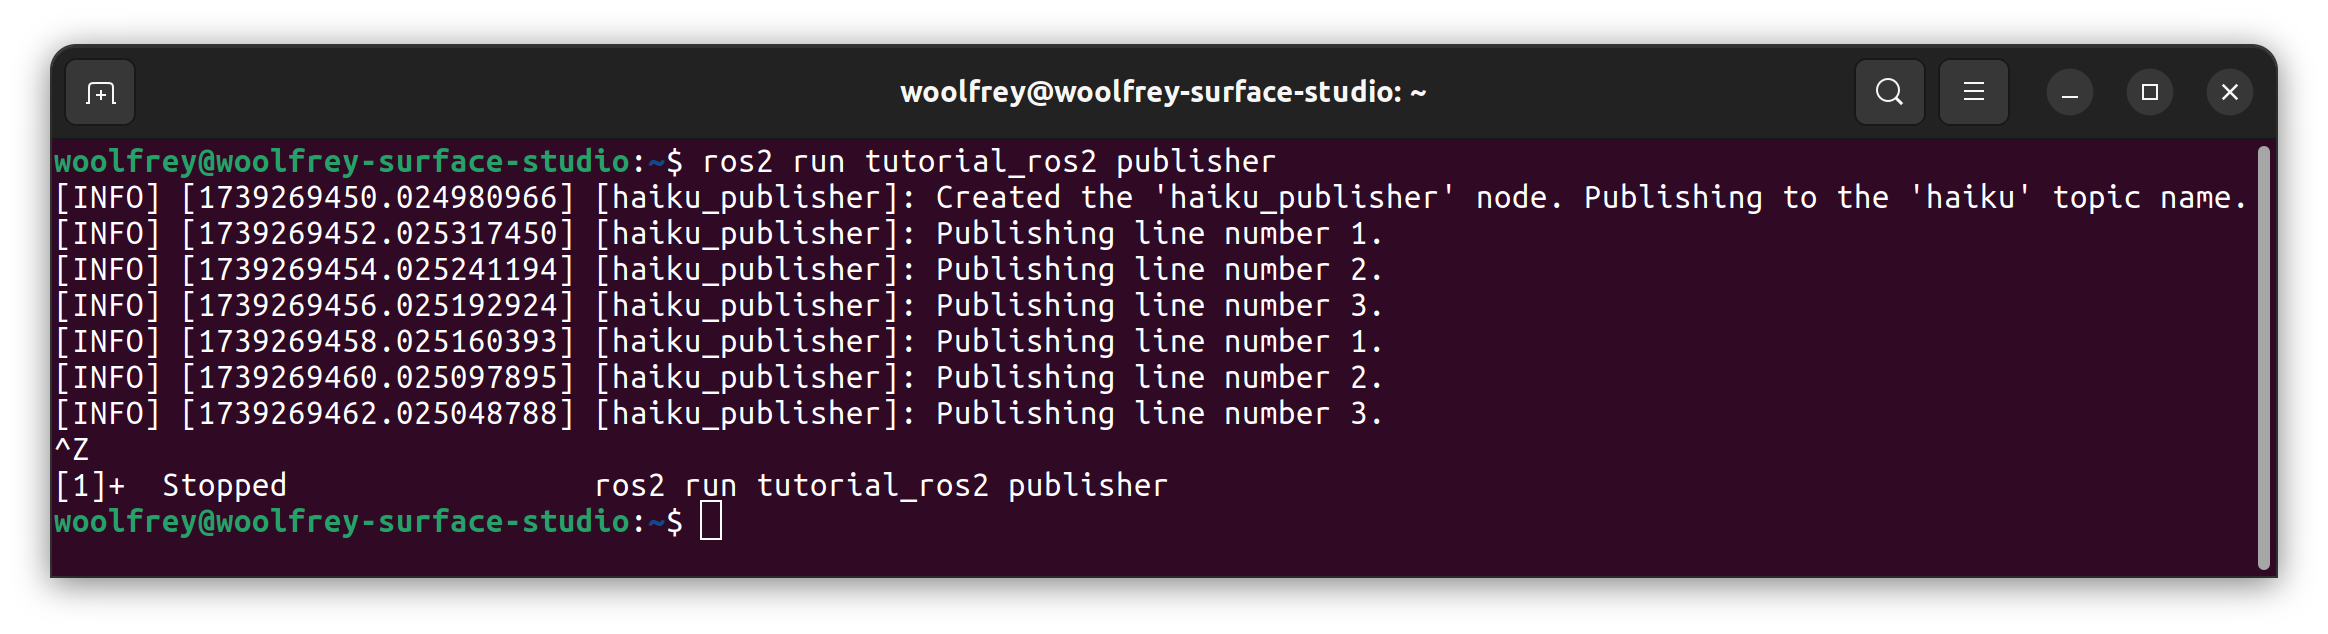 woolfrey@woolfrey-surface-studio: ~
woolfrey@woolfrey-surface-studio:~$ ros2 run tutorial_ros2 publisher
[INFO] [1739269450.024980966] [haiku_publisher]: Created the 'haiku_publisher' node. Publishing to the 'haiku' topic name.
[INFO] [1739269452.025317450] [haiku_publisher]: Publishing line number 1.
[INFO] [1739269454.025241194] [haiku_publisher]: Publishing line number 2.
[INFO] [1739269456.025192924] [haiku_publisher]: Publishing line number 3.
[INFO] [1739269458.025160393] [haiku_publisher]: Publishing line number 1.
[INFO] [1739269460.025097895] [haiku_publisher]: Publishing line number 2.
[INFO] [1739269462.025048788] [haiku_publisher]: Publishing line number 3.
^Z
[1]+  Stopped                 ros2 run tutorial_ros2 publisher
woolfrey@woolfrey-surface-studio:~$